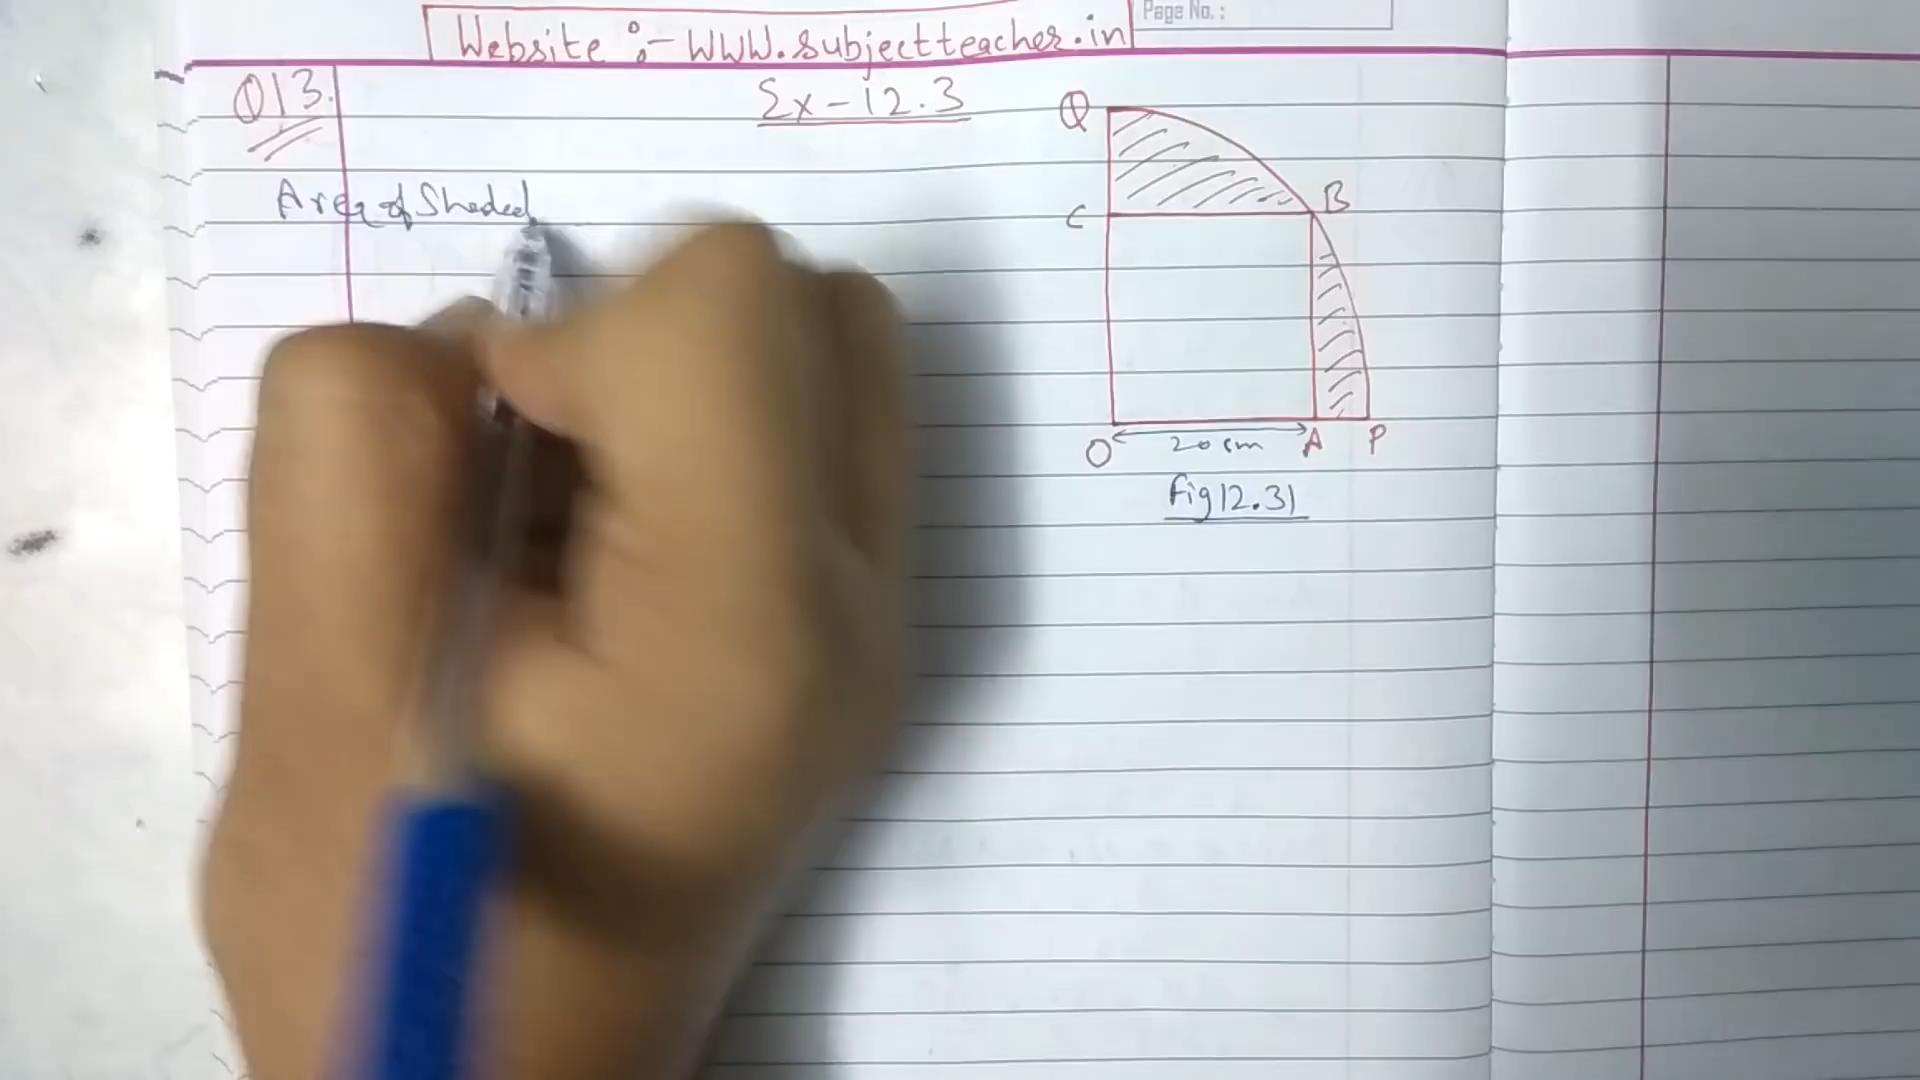 Page No. :
Website :- WWW.subjectteacher.in
Q13.
Ex-12.3
Q
Area of Shaded
B
C
20 cm
O A P
Fig 12.31